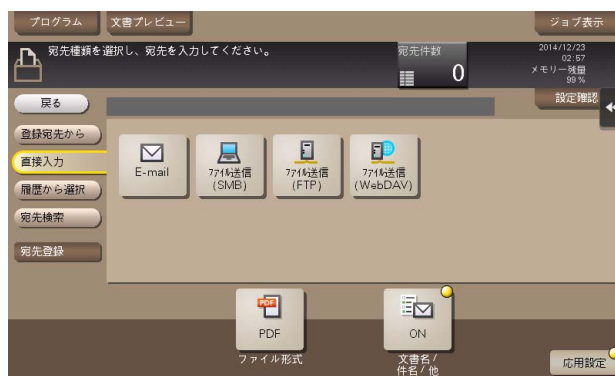 プログラム
文書プレビュー
ジョブ表示
宛先種類を選択し、宛先を入力してください。
宛先件数
0
2014/12/23
02:57
メモリー残量
99 %
戻る
設定確認
登録宛先から
直接入力
履歴から選択
宛先検索
宛先登録
E-mail
ﾌｧｲﾙ送信
(SMB)
ﾌｧｲﾙ送信
(FTP)
ﾌｧｲﾙ送信
(WebDAV)
PDF
PDF
ファイル形式
ON
文書名/
件名/他
応用設定